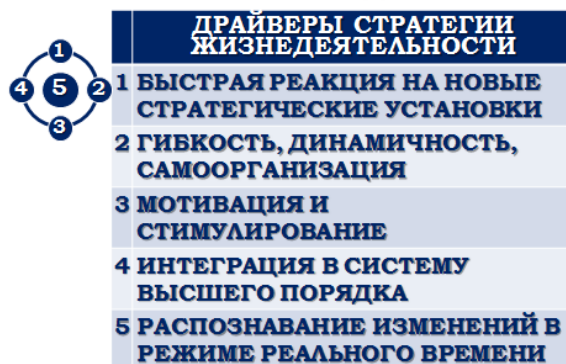 ДРАЙВЕРЫ СТРАТЕГИИ
ЖИЗНЕДЕЯТЕЛЬНОСТИ
1
4 5 2
3
1 БЫСТРАЯ РЕАКЦИЯ НА НОВЫЕ
СТРАТЕГИЧЕСКИЕ УСТАНОВКИ
2 ГИБКОСТЬ, ДИНАМИЧНОСТЬ,
САМООРГАНИЗАЦИЯ
3 МОТИВАЦИЯ И
СТИМУЛИРОВАНИЕ
4 ИНТЕГРАЦИЯ В СИСТЕМУ
ВЫСШЕГО ПОРЯДКА
5 РАСПОЗНАВАНИЕ ИЗМЕНЕНИЙ В
РЕЖИМЕ РЕАЛЬНОГО ВРЕМЕНИ